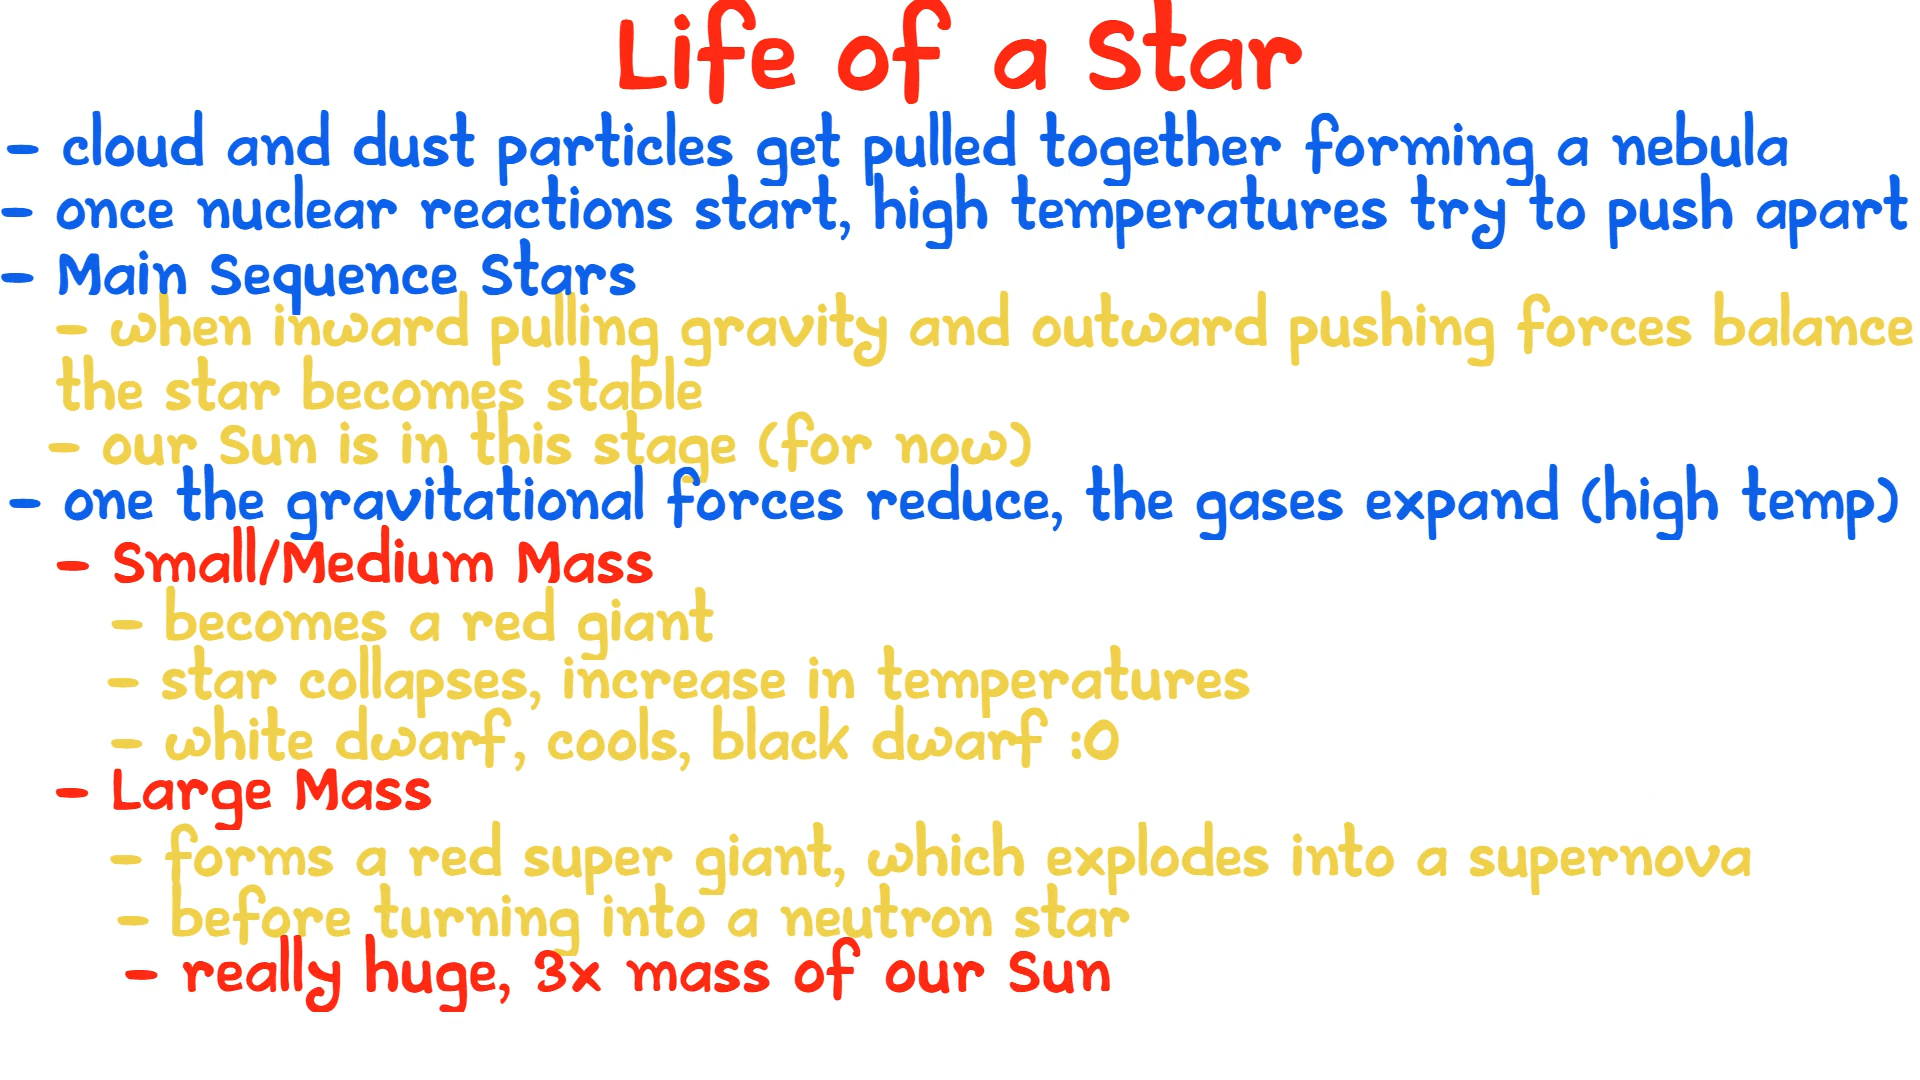 Life of a Star
- cloud and dust particles get pulled together forming a nebula
- once nuclear reactions start, high temperatures try to push apart
- Main Sequence Stars
- when inward pulling gravity and outward pushing forces balance
the star becomes stable
- our Sun is in this stage (for now)
- one the gravitational forces reduce, the gases expand (high temp)
- Small/Medium Mass
- becomes a red giant
- star collapses, increase in temperatures
- white dwarf, cools, black dwarf :O
- Large Mass
- forms a red super giant, which explodes into a supernova
- before turning into a neutron star
- really huge, 3x mass of our Sun